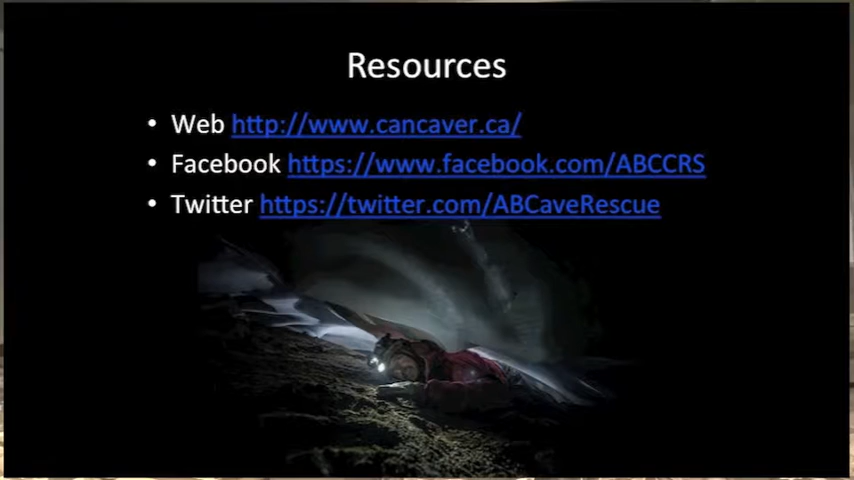 Resources
• Web http://www.cancaver.ca/
• Facebook https://www.facebook.com/ABCCRS
• Twitter https://twitter.com/ABCaveRescue